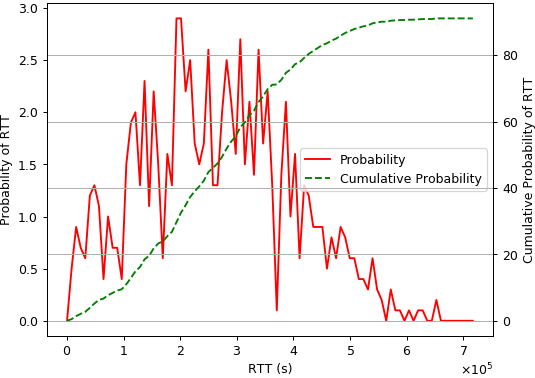 3.0
2.5
2.0
1.5
1.0
0.5
0.0
Probability of RTT
80
60
40
20
0
Cumulative Probability of RTT
Probability
Cumulative Probability
0 1 2 3 4 5 6 7
×10⁵
RTT (s)